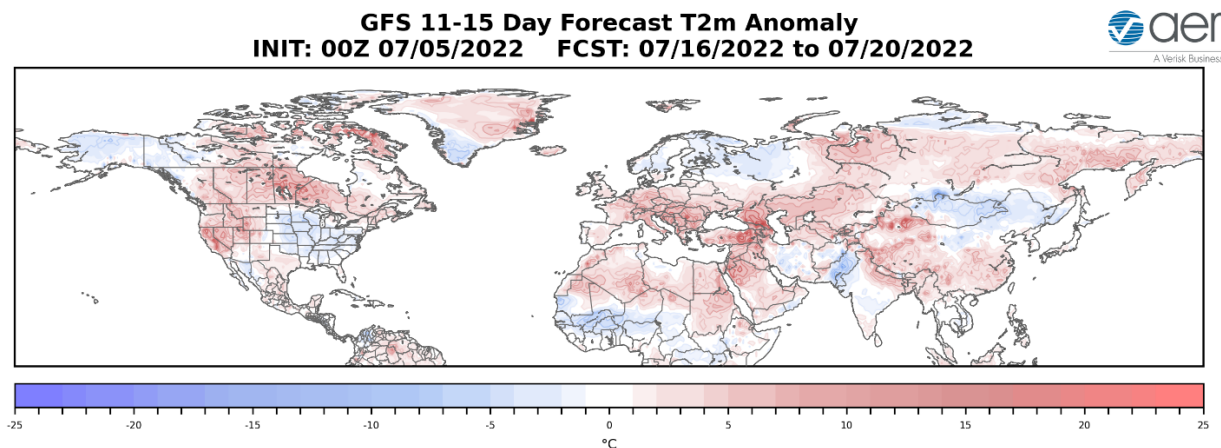 GFS 11-15 Day Forecast T2m Anomaly
INIT: 00Z 07/05/2022 FCST: 07/16/2022 to 07/20/2022
aer
A Verisk Business
-25 -20 -15 -10 -5 0 5 10 15 20 25
°C